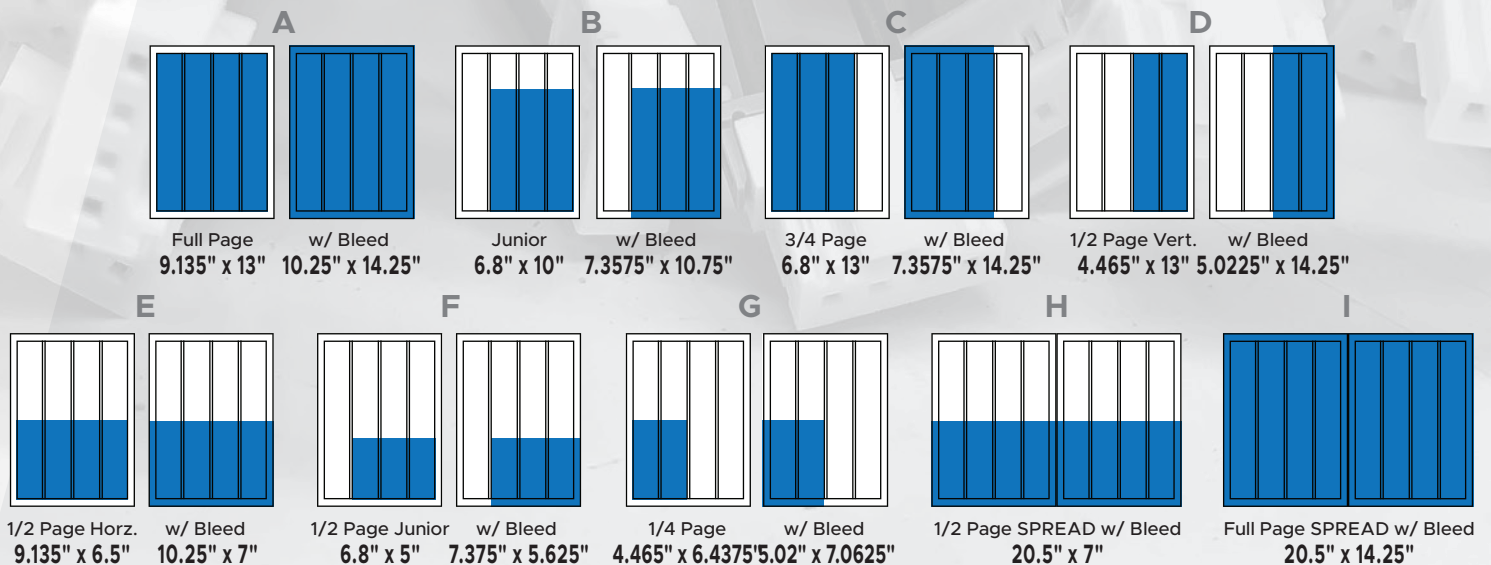 A B C D
Full Page w/ Bleed Junior w/ Bleed 3/4 Page w/ Bleed 1/2 Page Vert. w/ Bleed
9.135" x 13" 10.25" x 14.25" 6.8" x 10" 7.3575" x 10.75" 6.8" x 13" 7.3575" x 14.25" 4.465" x 13" 5.0225" x 14.25"
E F G H I
1/2 Page Horz. w/ Bleed 1/2 Page Junior w/ Bleed 1/4 Page w/ Bleed 1/2 Page SPREAD w/ Bleed Full Page SPREAD w/ Bleed
9.135" x 6.5" 10.25" x 7" 6.8" x 5" 7.375" x 5.625" 4.465" x 6.4375" 5.02" x 7.0625" 20.5" x 7" 20.5" x 14.25"